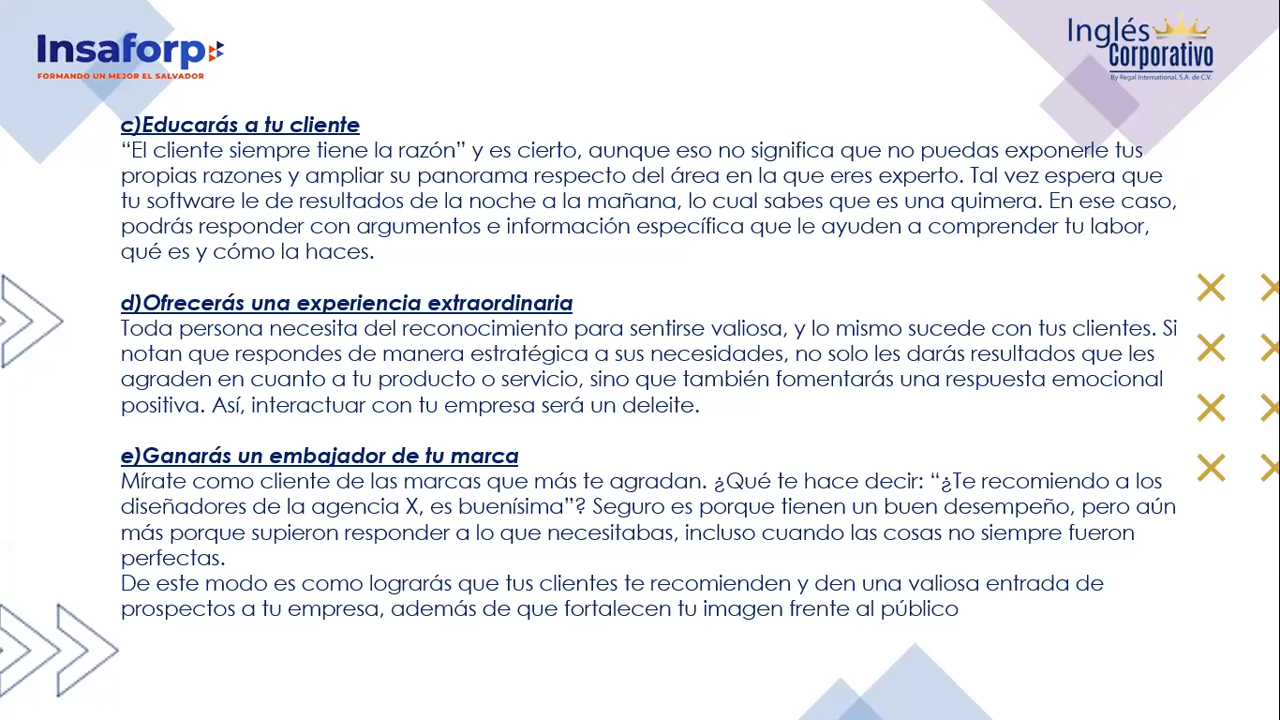 Insaforp
FORMANDO UN MEJOR EL SALVADOR
Inglés
Corporativo
By Regal International, S.A. de C.V.
c)Educarás a tu cliente
“El cliente siempre tiene la razón” y es cierto, aunque eso no significa que no puedas exponerle tus
propias razones y ampliar su panorama respecto del área en la que eres experto. Tal vez espera que
tu software le de resultados de la noche a la mañana, lo cual sabes que es una quimera. En ese caso,
podrás responder con argumentos e información específica que le ayuden a comprender tu labor,
qué es y cómo la haces.
d)Ofrecerás una experiencia extraordinaria
Toda persona necesita del reconocimiento para sentirse valiosa, y lo mismo sucede con tus clientes. Si
notan que respondes de manera estratégica a sus necesidades, no solo les darás resultados que les
agraden en cuanto a tu producto o servicio, sino que también fomentarás una respuesta emocional
positiva. Así, interactuar con tu empresa será un deleite.
e)Ganarás un embajador de tu marca
Mírate como cliente de las marcas que más te agradan. ¿Qué te hace decir: “¿Te recomiendo a los
diseñadores de la agencia X, es buenísima”? Seguro es porque tienen un buen desempeño, pero aún
más porque supieron responder a lo que necesitabas, incluso cuando las cosas no siempre fueron
perfectas.
De este modo es como lograrás que tus clientes te recomienden y den una valiosa entrada de
prospectos a tu empresa, además de que fortalecen tu imagen frente al público